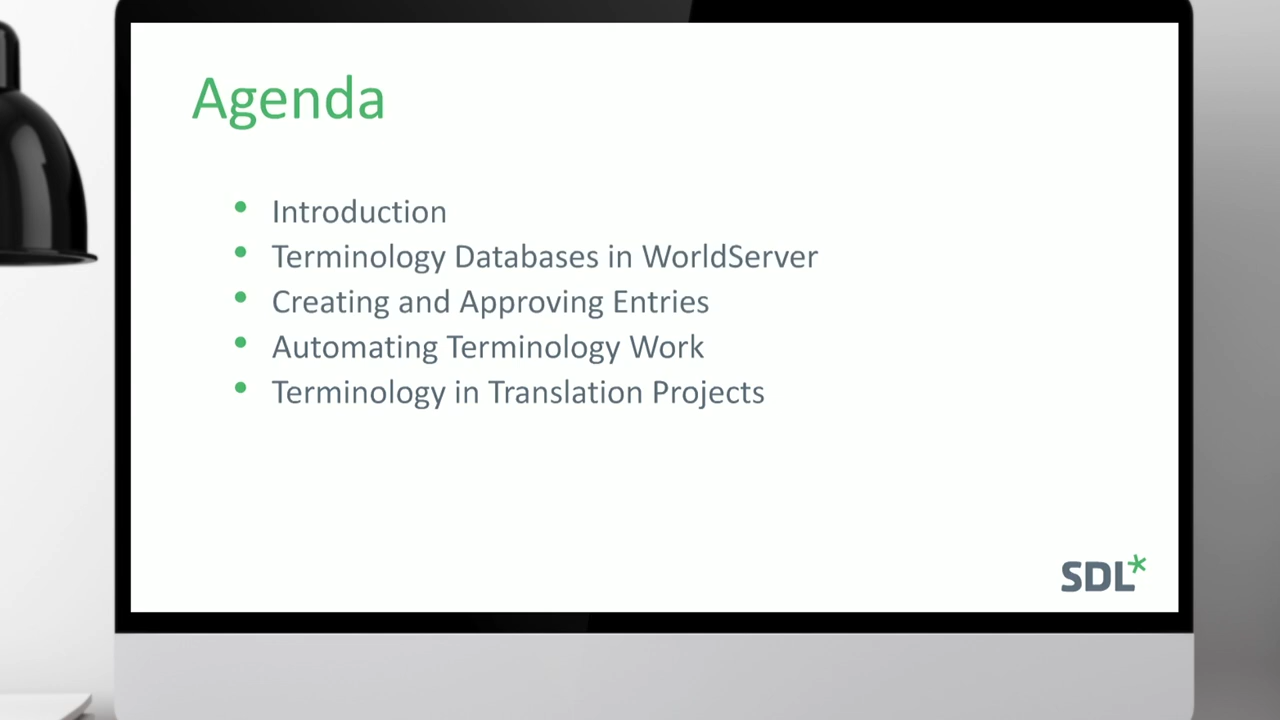 Agenda
• Introduction
• Terminology Databases in WorldServer
• Creating and Approving Entries
• Automating Terminology Work
• Terminology in Translation Projects
SDL*